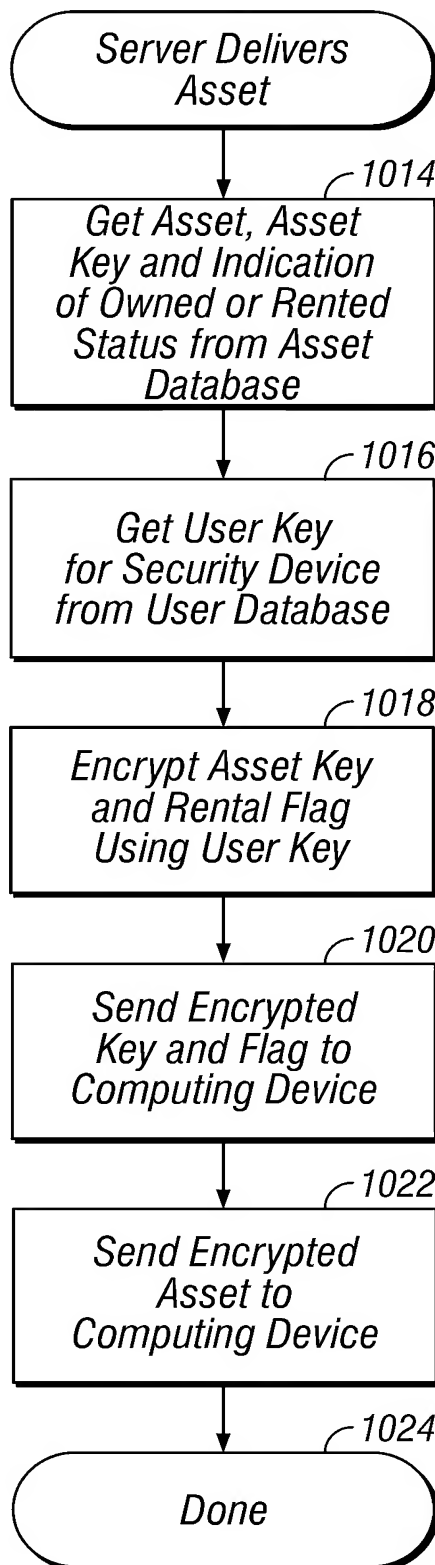 Server Delivers
Asset
1014
Get Asset, Asset
Key and Indication
of Owned or Rented
Status from Asset
Database
1016
Get User Key
for Security Device
from User Database
1018
Encrypt Asset Key
and Rental Flag
Using User Key
1020
Send Encrypted
Key and Flag to
Computing Device
1022
Send Encrypted
Asset to
Computing Device
1024
Done